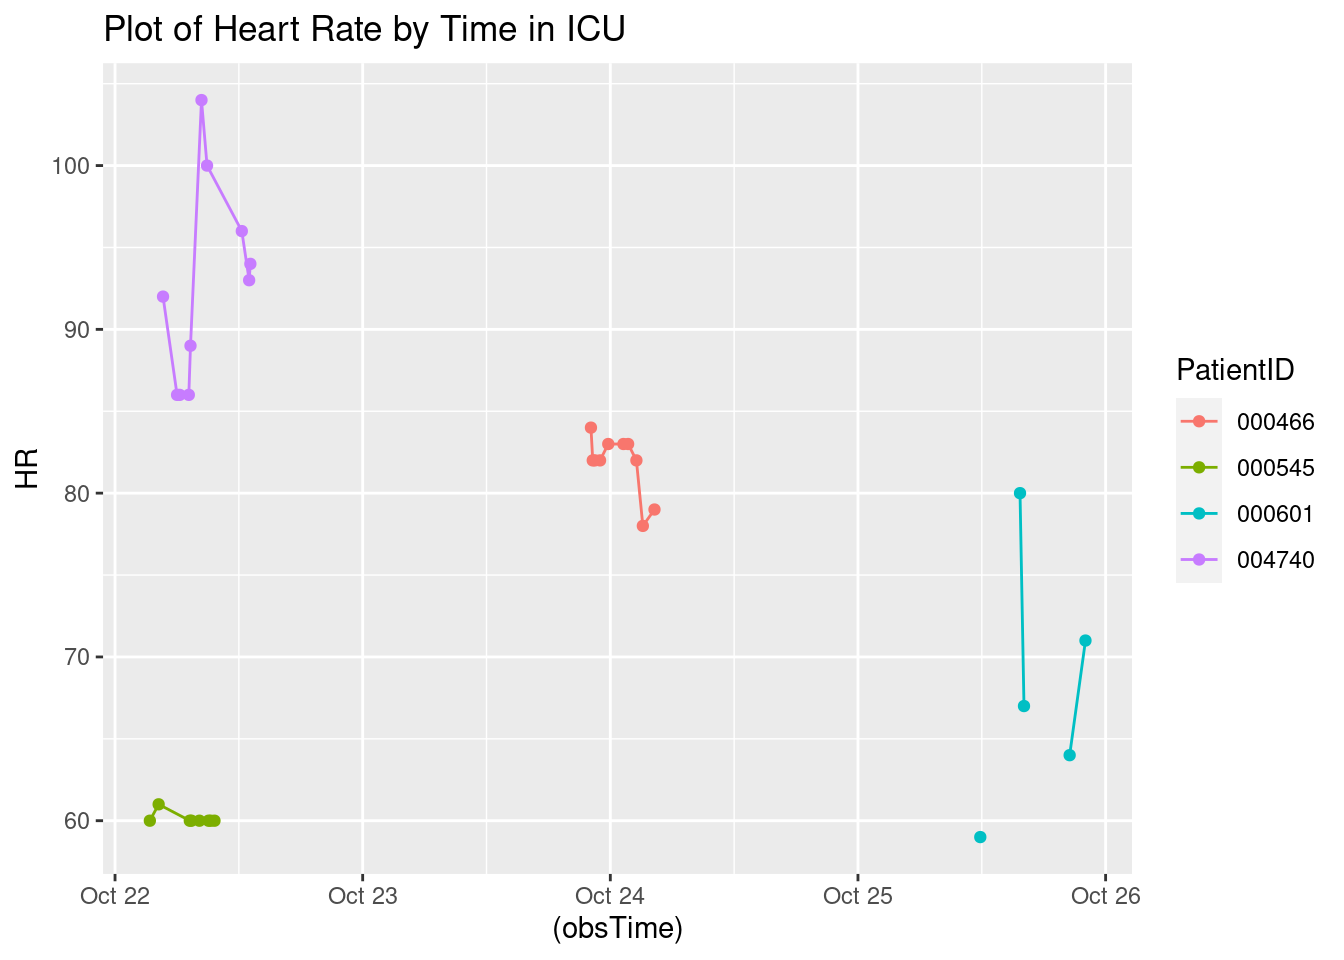 Plot of Heart Rate by Time in ICU
100
90
80
70
60
HR
Oct 22
Oct 23
Oct 24
Oct 25
Oct 26
(obsTime)
PatientID
000466
000545
000601
004740